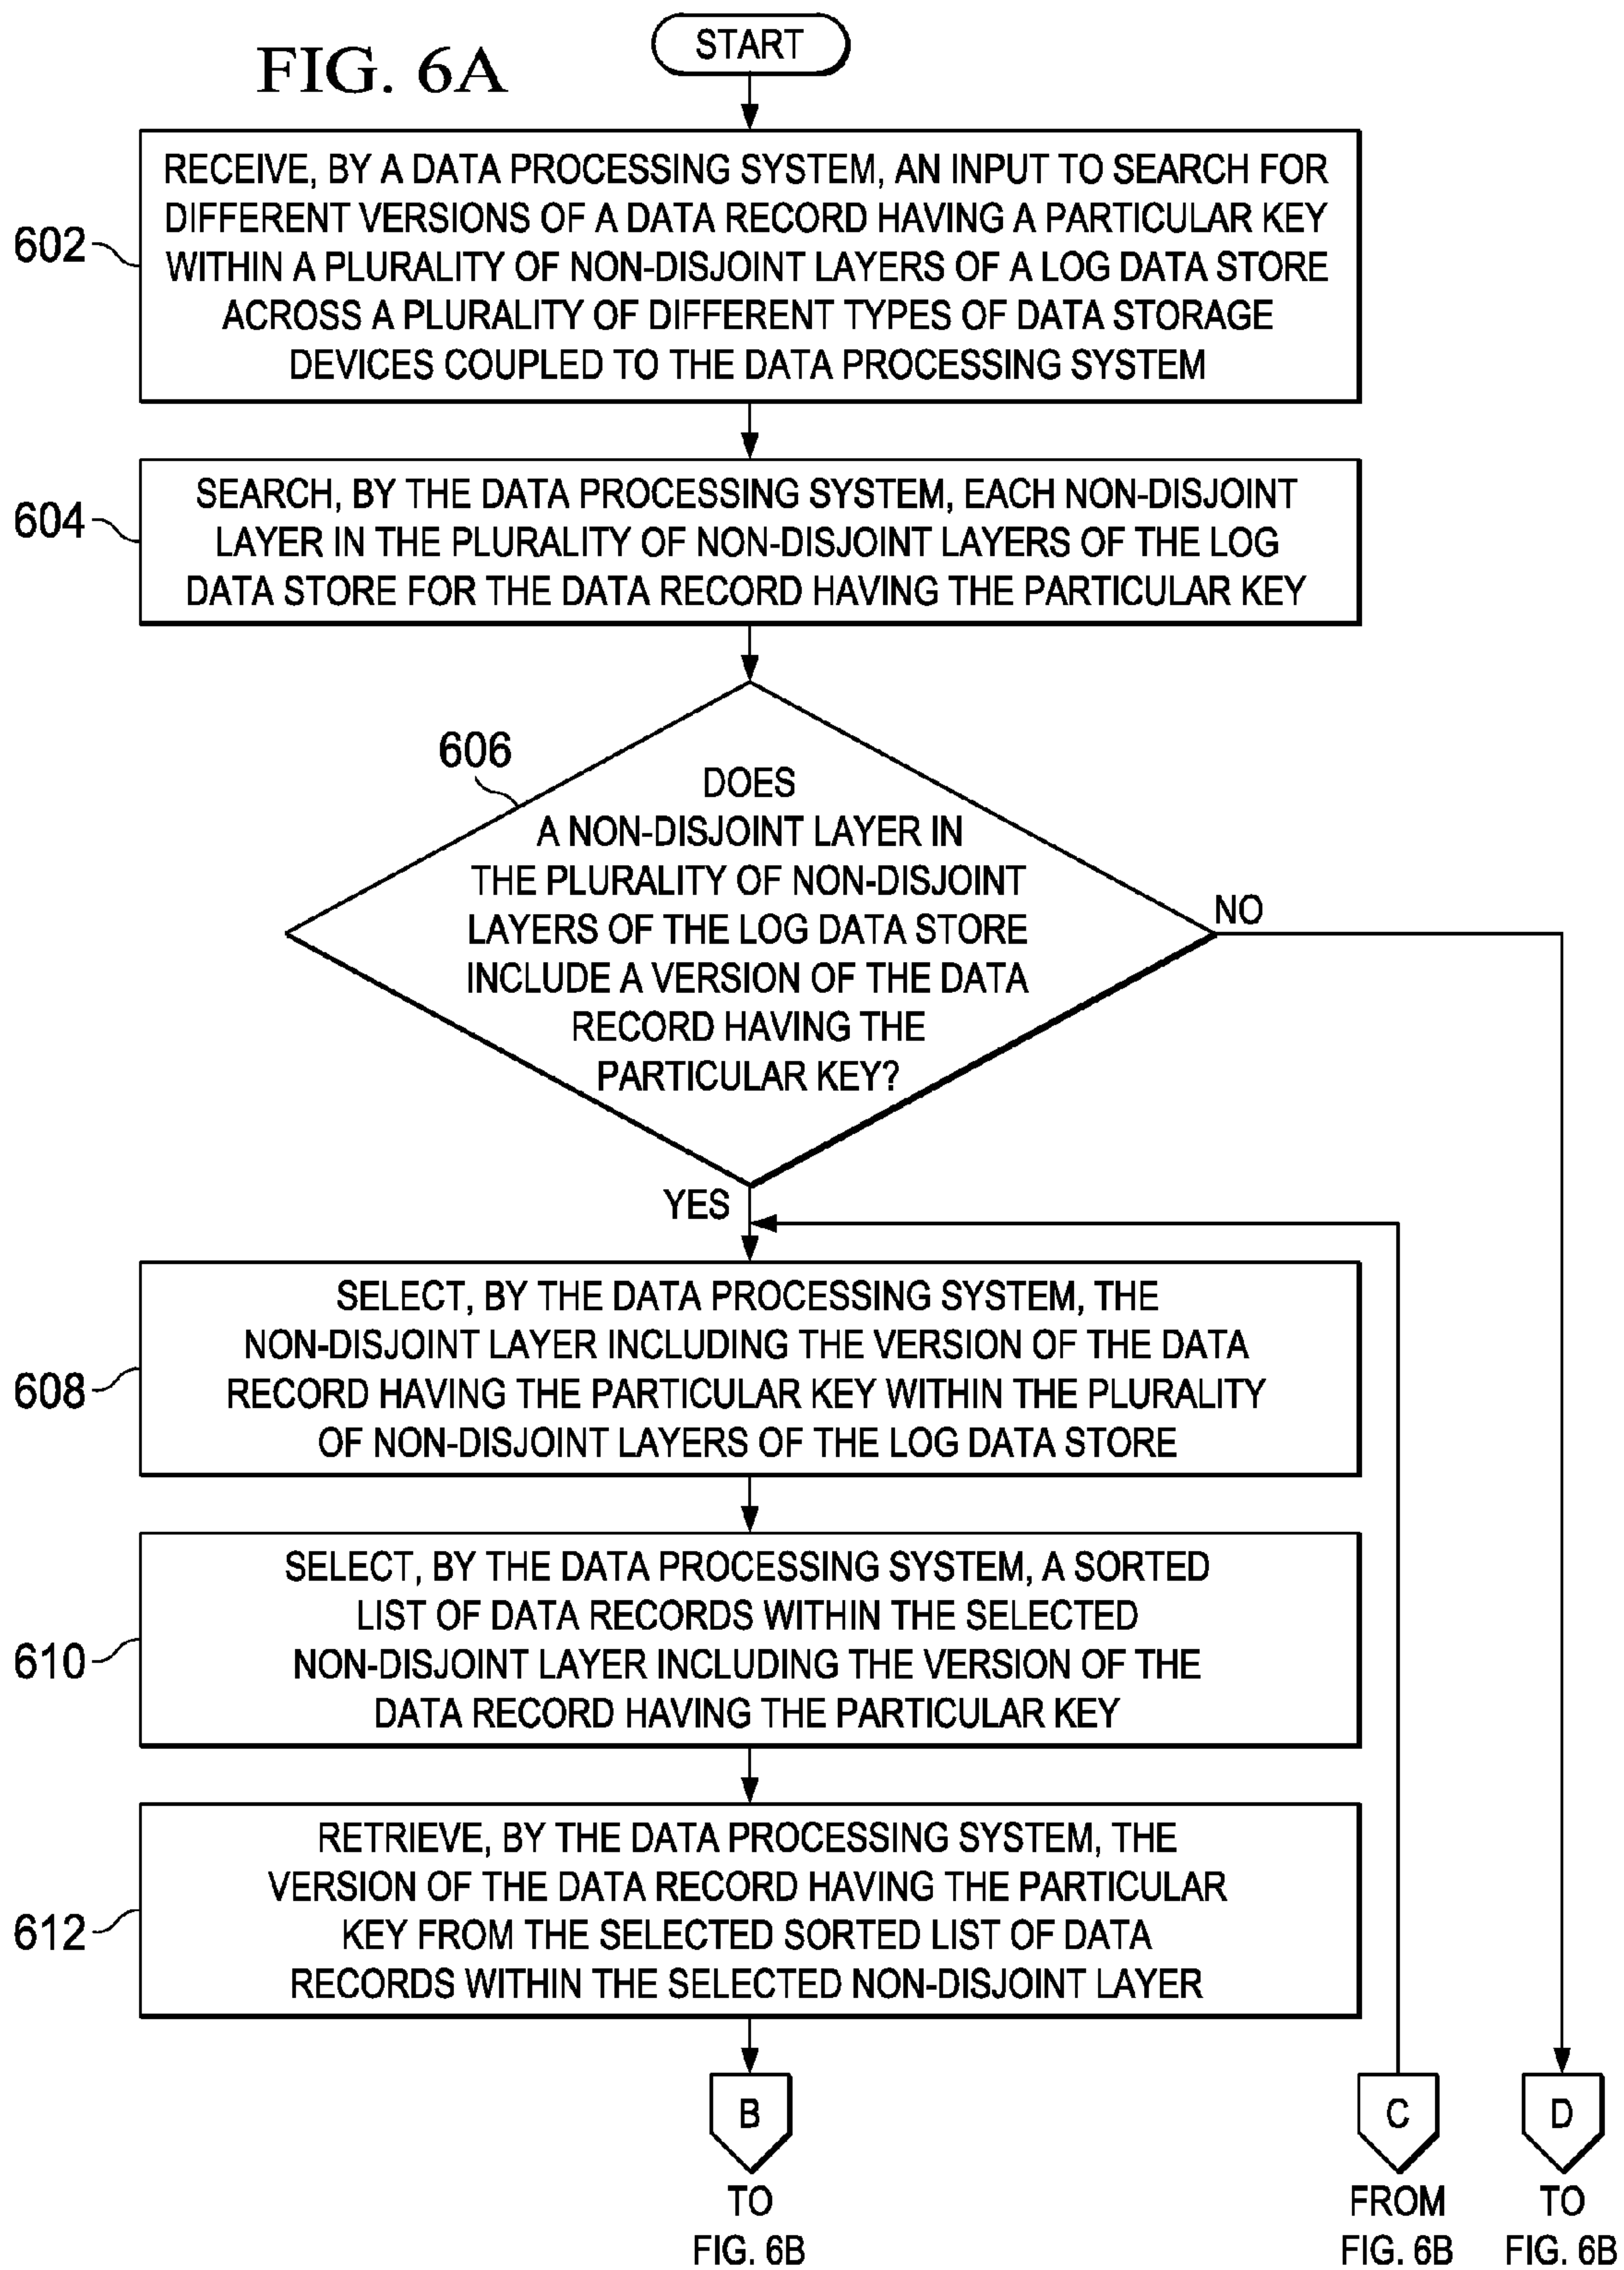 FIG. 6A
START
602
RECEIVE, BY A DATA PROCESSING SYSTEM, AN INPUT TO SEARCH FOR
DIFFERENT VERSIONS OF A DATA RECORD HAVING A PARTICULAR KEY
WITHIN A PLURALITY OF NON-DISJOINT LAYERS OF A LOG DATA STORE
ACROSS A PLURALITY OF DIFFERENT TYPES OF DATA STORAGE
DEVICES COUPLED TO THE DATA PROCESSING SYSTEM
604
SEARCH, BY THE DATA PROCESSING SYSTEM, EACH NON-DISJOINT
LAYER IN THE PLURALITY OF NON-DISJOINT LAYERS OF THE LOG
DATA STORE FOR THE DATA RECORD HAVING THE PARTICULAR KEY
606
DOES
A NON-DISJOINT LAYER IN
THE PLURALITY OF NON-DISJOINT
LAYERS OF THE LOG DATA STORE
INCLUDE A VERSION OF THE DATA
RECORD HAVING THE
PARTICULAR KEY?
NO
YES
608
SELECT, BY THE DATA PROCESSING SYSTEM, THE
NON-DISJOINT LAYER INCLUDING THE VERSION OF THE DATA
RECORD HAVING THE PARTICULAR KEY WITHIN THE PLURALITY
OF NON-DISJOINT LAYERS OF THE LOG DATA STORE
610
SELECT, BY THE DATA PROCESSING SYSTEM, A SORTED
LIST OF DATA RECORDS WITHIN THE SELECTED
NON-DISJOINT LAYER INCLUDING THE VERSION OF THE
DATA RECORD HAVING THE PARTICULAR KEY
612
RETRIEVE, BY THE DATA PROCESSING SYSTEM, THE
VERSION OF THE DATA RECORD HAVING THE PARTICULAR
KEY FROM THE SELECTED SORTED LIST OF DATA
RECORDS WITHIN THE SELECTED NON-DISJOINT LAYER
B
TO
FIG. 6B
C
FROM
FIG. 6B
D
TO
FIG. 6B